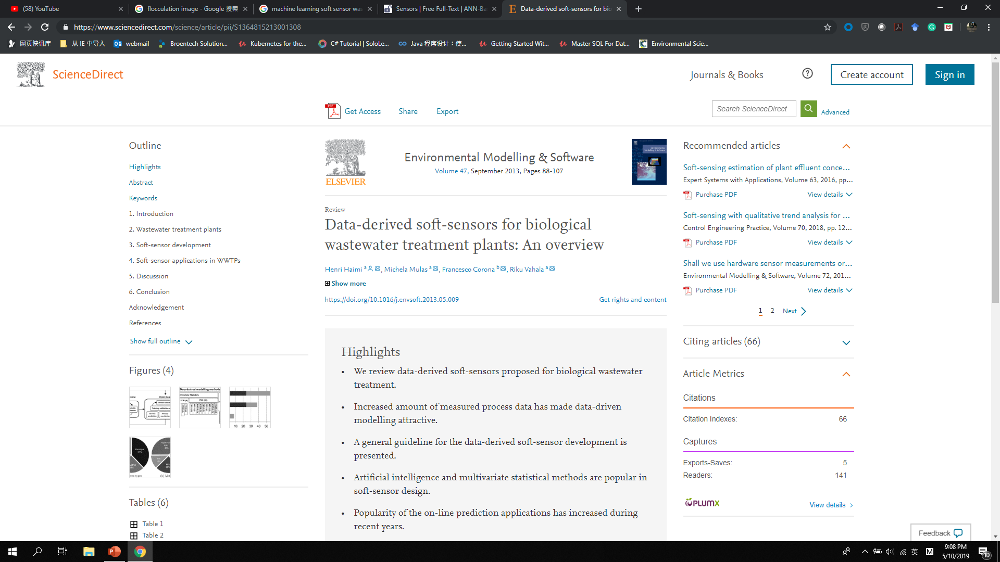 (58) YouTube
flocculation image - Google 搜索
machine learning soft sensor was
Sensors | Free Full-Text | ANN-Ba
Data-derived soft-sensors for bio
https://www.sciencedirect.com/science/article/pii/S1364815213001308
网页快讯库
从 IE 中导入
webmail
Broentech Solution...
Kubernetes for the...
C# Tutorial | SoloLe...
Java 程序设计：使...
Getting Started Wit...
Master SQL For Dat...
Environmental Scie...
ScienceDirect
Journals & Books
Create account
Sign in
PDF
Get Access
Share
Export
Search ScienceDirect
Advanced
Outline
Highlights
Abstract
Keywords
1. Introduction
2. Wastewater treatment plants
3. Soft-sensor development
4. Soft-sensor applications in WWTPs
5. Discussion
6. Conclusion
Acknowledgement
References
Show full outline
Figures (4)
10 20 30 40 50
Tables (6)
Table 1
Table 2
ELSEVIER
Environmental Modelling & Software
Volume 47, September 2013, Pages 88-107
Review
Data-derived soft-sensors for biological
wastewater treatment plants: An overview
Henri Haimi a, Michela Mulas a, Francesco Corona b, Riku Vahala a
Show more
https://doi.org/10.1016/j.envsoft.2013.05.009
Get rights and content
Highlights
• We review data-derived soft-sensors proposed for biological wastewater
treatment.
• Increased amount of measured process data has made data-driven
modelling attractive.
• A general guideline for the data-derived soft-sensor development is
presented.
• Artificial intelligence and multivariate statistical methods are popular in
soft-sensor design.
• Popularity of the on-line prediction applications has increased during
recent years.
Recommended articles
Soft-sensing estimation of plant effluent conce...
Expert Systems with Applications, Volume 63, 2016, pp...
Purchase PDF
View details
Soft-sensing with qualitative trend analysis for ...
Control Engineering Practice, Volume 70, 2018, pp. 12...
Purchase PDF
View details
Shall we use hardware sensor measurements or...
Environmental Modelling & Software, Volume 72, 201...
Purchase PDF
View details
1 2 Next
Citing articles (66)
Article Metrics
Citations
Citation Indexes: 66
Captures
Exports-Saves: 5
Readers: 141
PLUMX
View details
Feedback
英
M
9:08 PM
5/10/2019
10